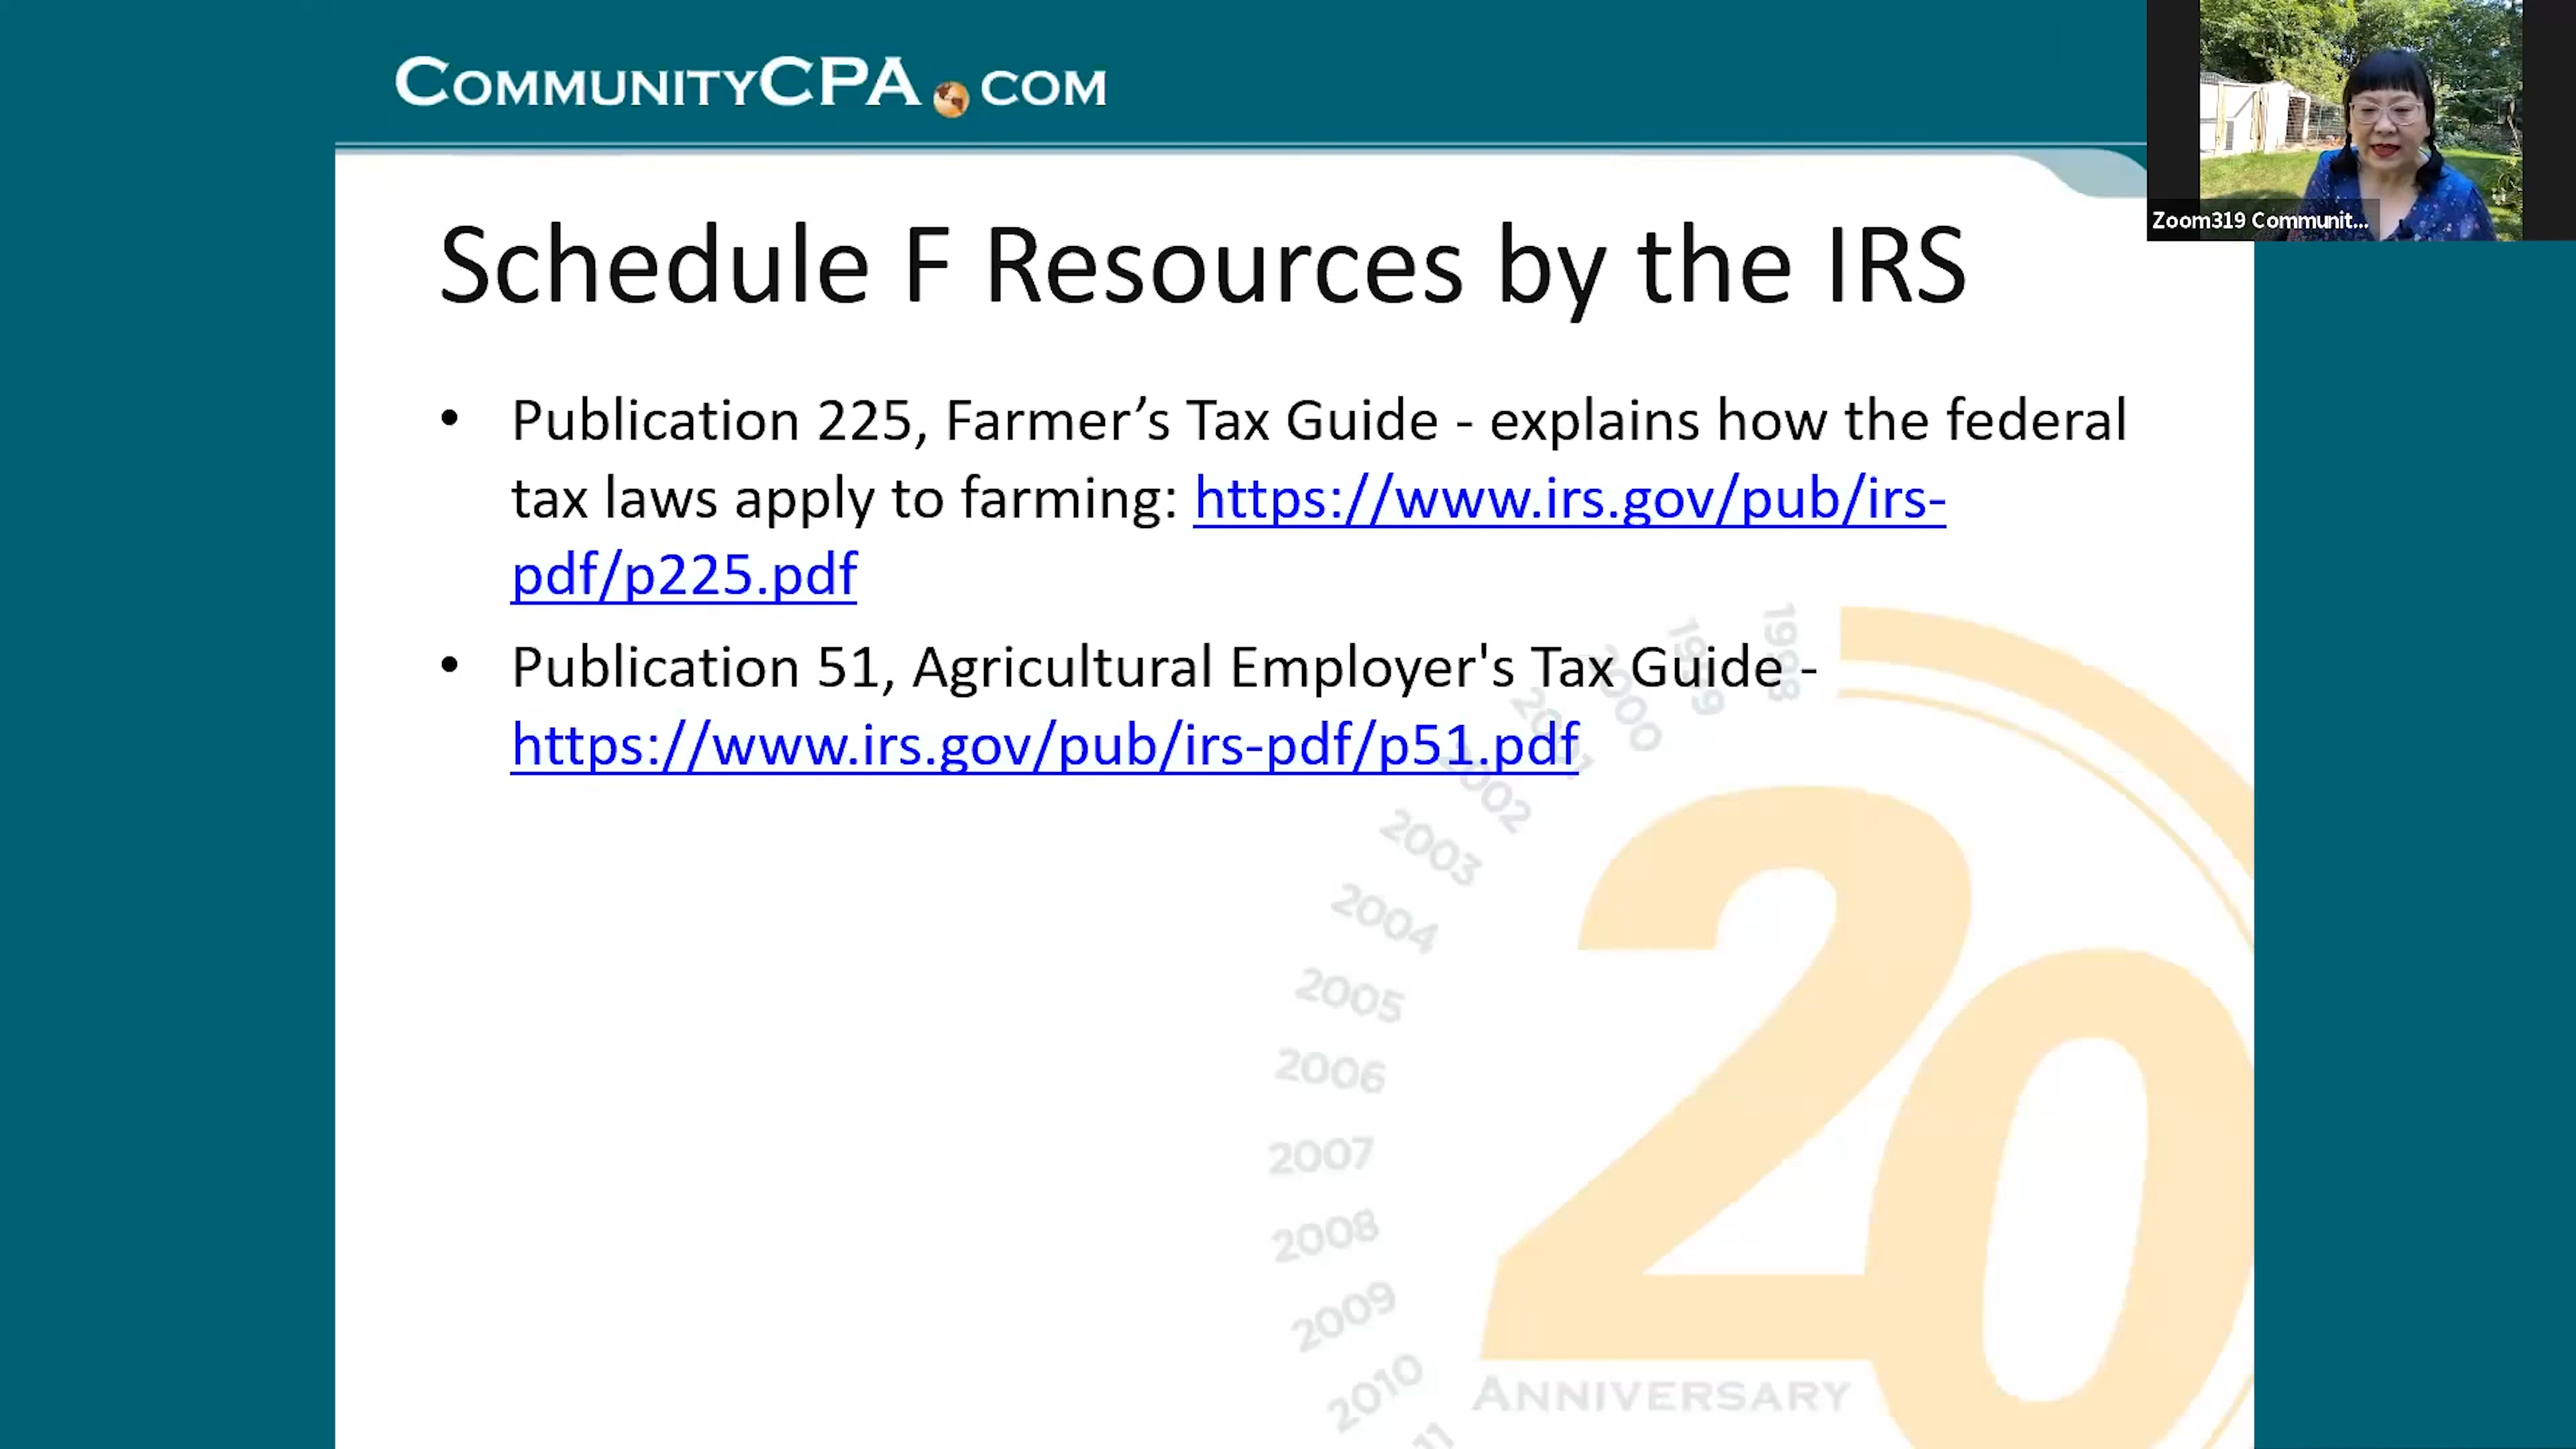 COMMUNITYCPA.COM
Zoom319 Communit...
Schedule F Resources by the IRS
• Publication 225, Farmer’s Tax Guide - explains how the federal
tax laws apply to farming: https://www.irs.gov/pub/irs-
pdf/p225.pdf
• Publication 51, Agricultural Employer's Tax Guide -
https://www.irs.gov/pub/irs-pdf/p51.pdf
1998
1999
2000
2001
2002
2003
2004
2005
2006
2007
2008
2009
2010
20
ANNIVERSARY